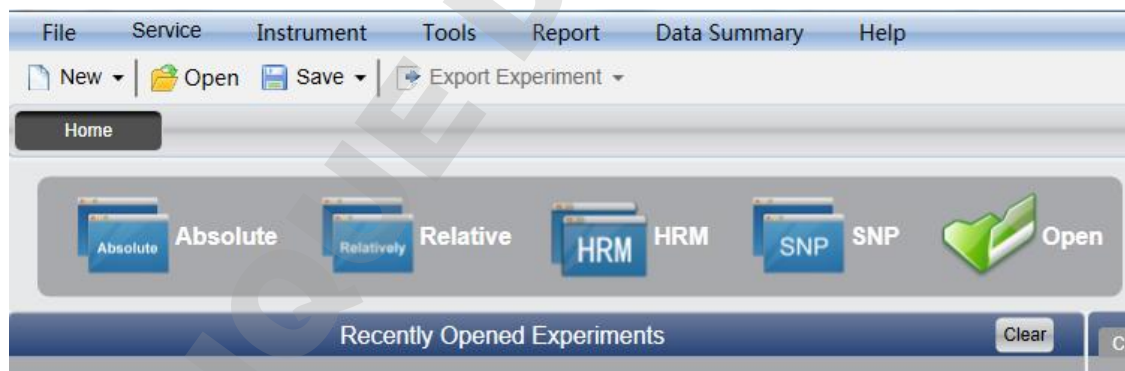 File Service Instrument Tools Report Data Summary Help
New Open Save Export Experiment
Home
Absolute Absolute Relatively Relative HRM HRM SNP SNP Open
Recently Opened Experiments Clear C